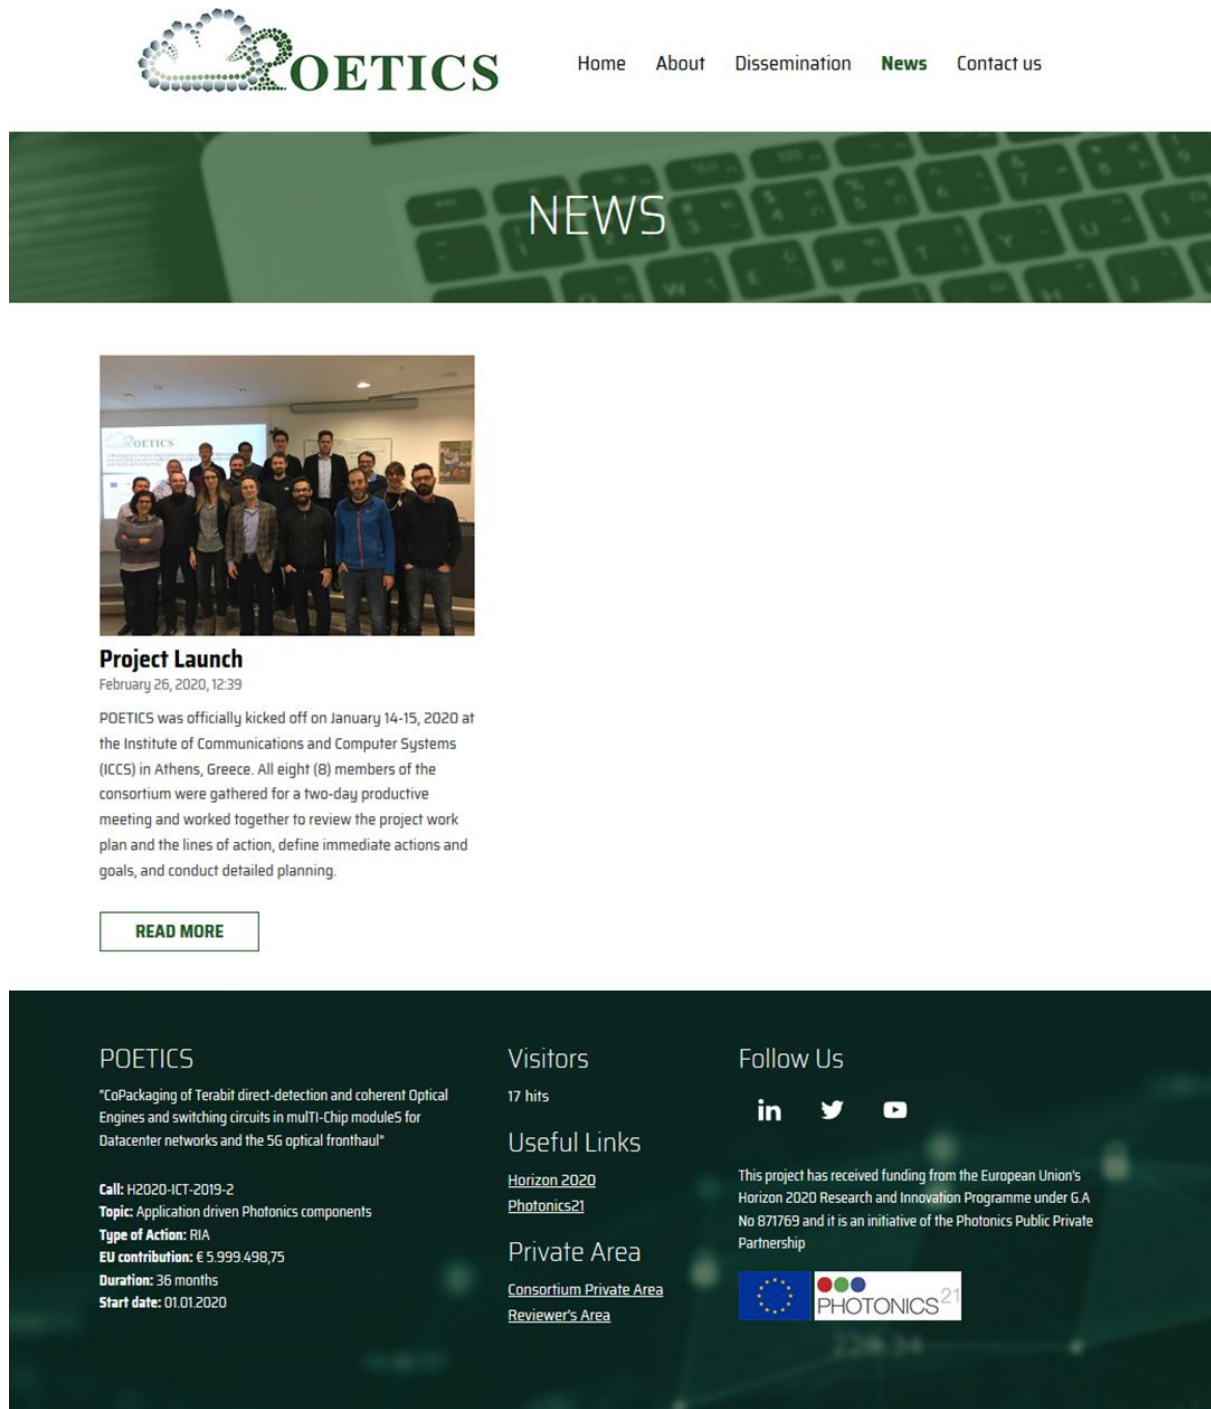 POETICS
Home About Dissemination News Contact us
NEWS
POETICS
Project Launch
February 26, 2020, 12:39
POETICS was officially kicked off on January 14-15, 2020 at
the Institute of Communications and Computer Systems
(ICCS) in Athens, Greece. All eight (8) members of the
consortium were gathered for a two-day productive
meeting and worked together to review the project work
plan and the lines of action, define immediate actions and
goals, and conduct detailed planning.
READ MORE
POETICS
"CoPackaging of Terabit direct-detection and coherent Optical
Engines and switching circuits in mulTI-Chip moduleS for
Datacenter networks and the 5G optical fronthaul"
Call: H2020-ICT-2019-2
Topic: Application driven Photonics components
Type of Action: RIA
EU contribution: € 5.999.498,75
Duration: 36 months
Start date: 01.01.2020
Visitors
17 hits
Useful Links
Horizon 2020
Photonics21
Private Area
Consortium Private Area
Reviewer's Area
Follow Us
in
This project has received funding from the European Union's
Horizon 2020 Research and Innovation Programme under G.A
No 871769 and it is an initiative of the Photonics Public Private
Partnership
PHOTONICS21